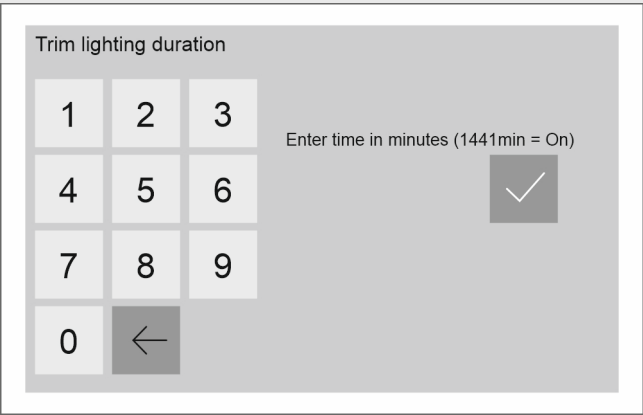 Trim lighting duration
1 2 3
Enter time in minutes (1441min = On)
4 5 6
7 8 9
0